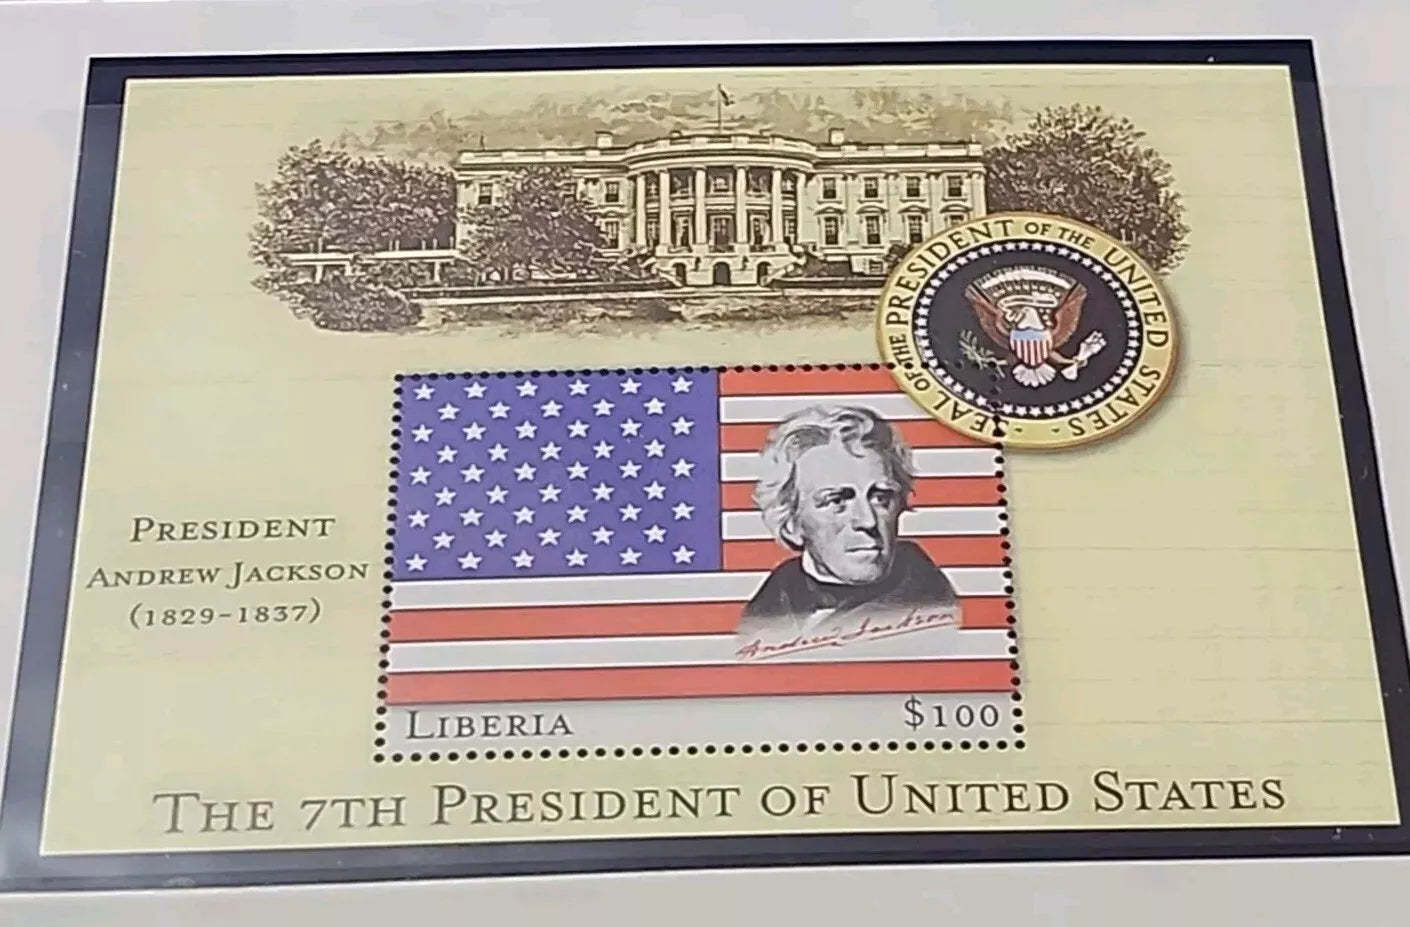 SEAL OF THE PRESIDENT OF THE UNITED STATES
PRESIDENT
ANDREW JACKSON
(1829-1837)
Andrew Jackson
LIBERIA
$100
THE 7TH PRESIDENT OF UNITED STATES